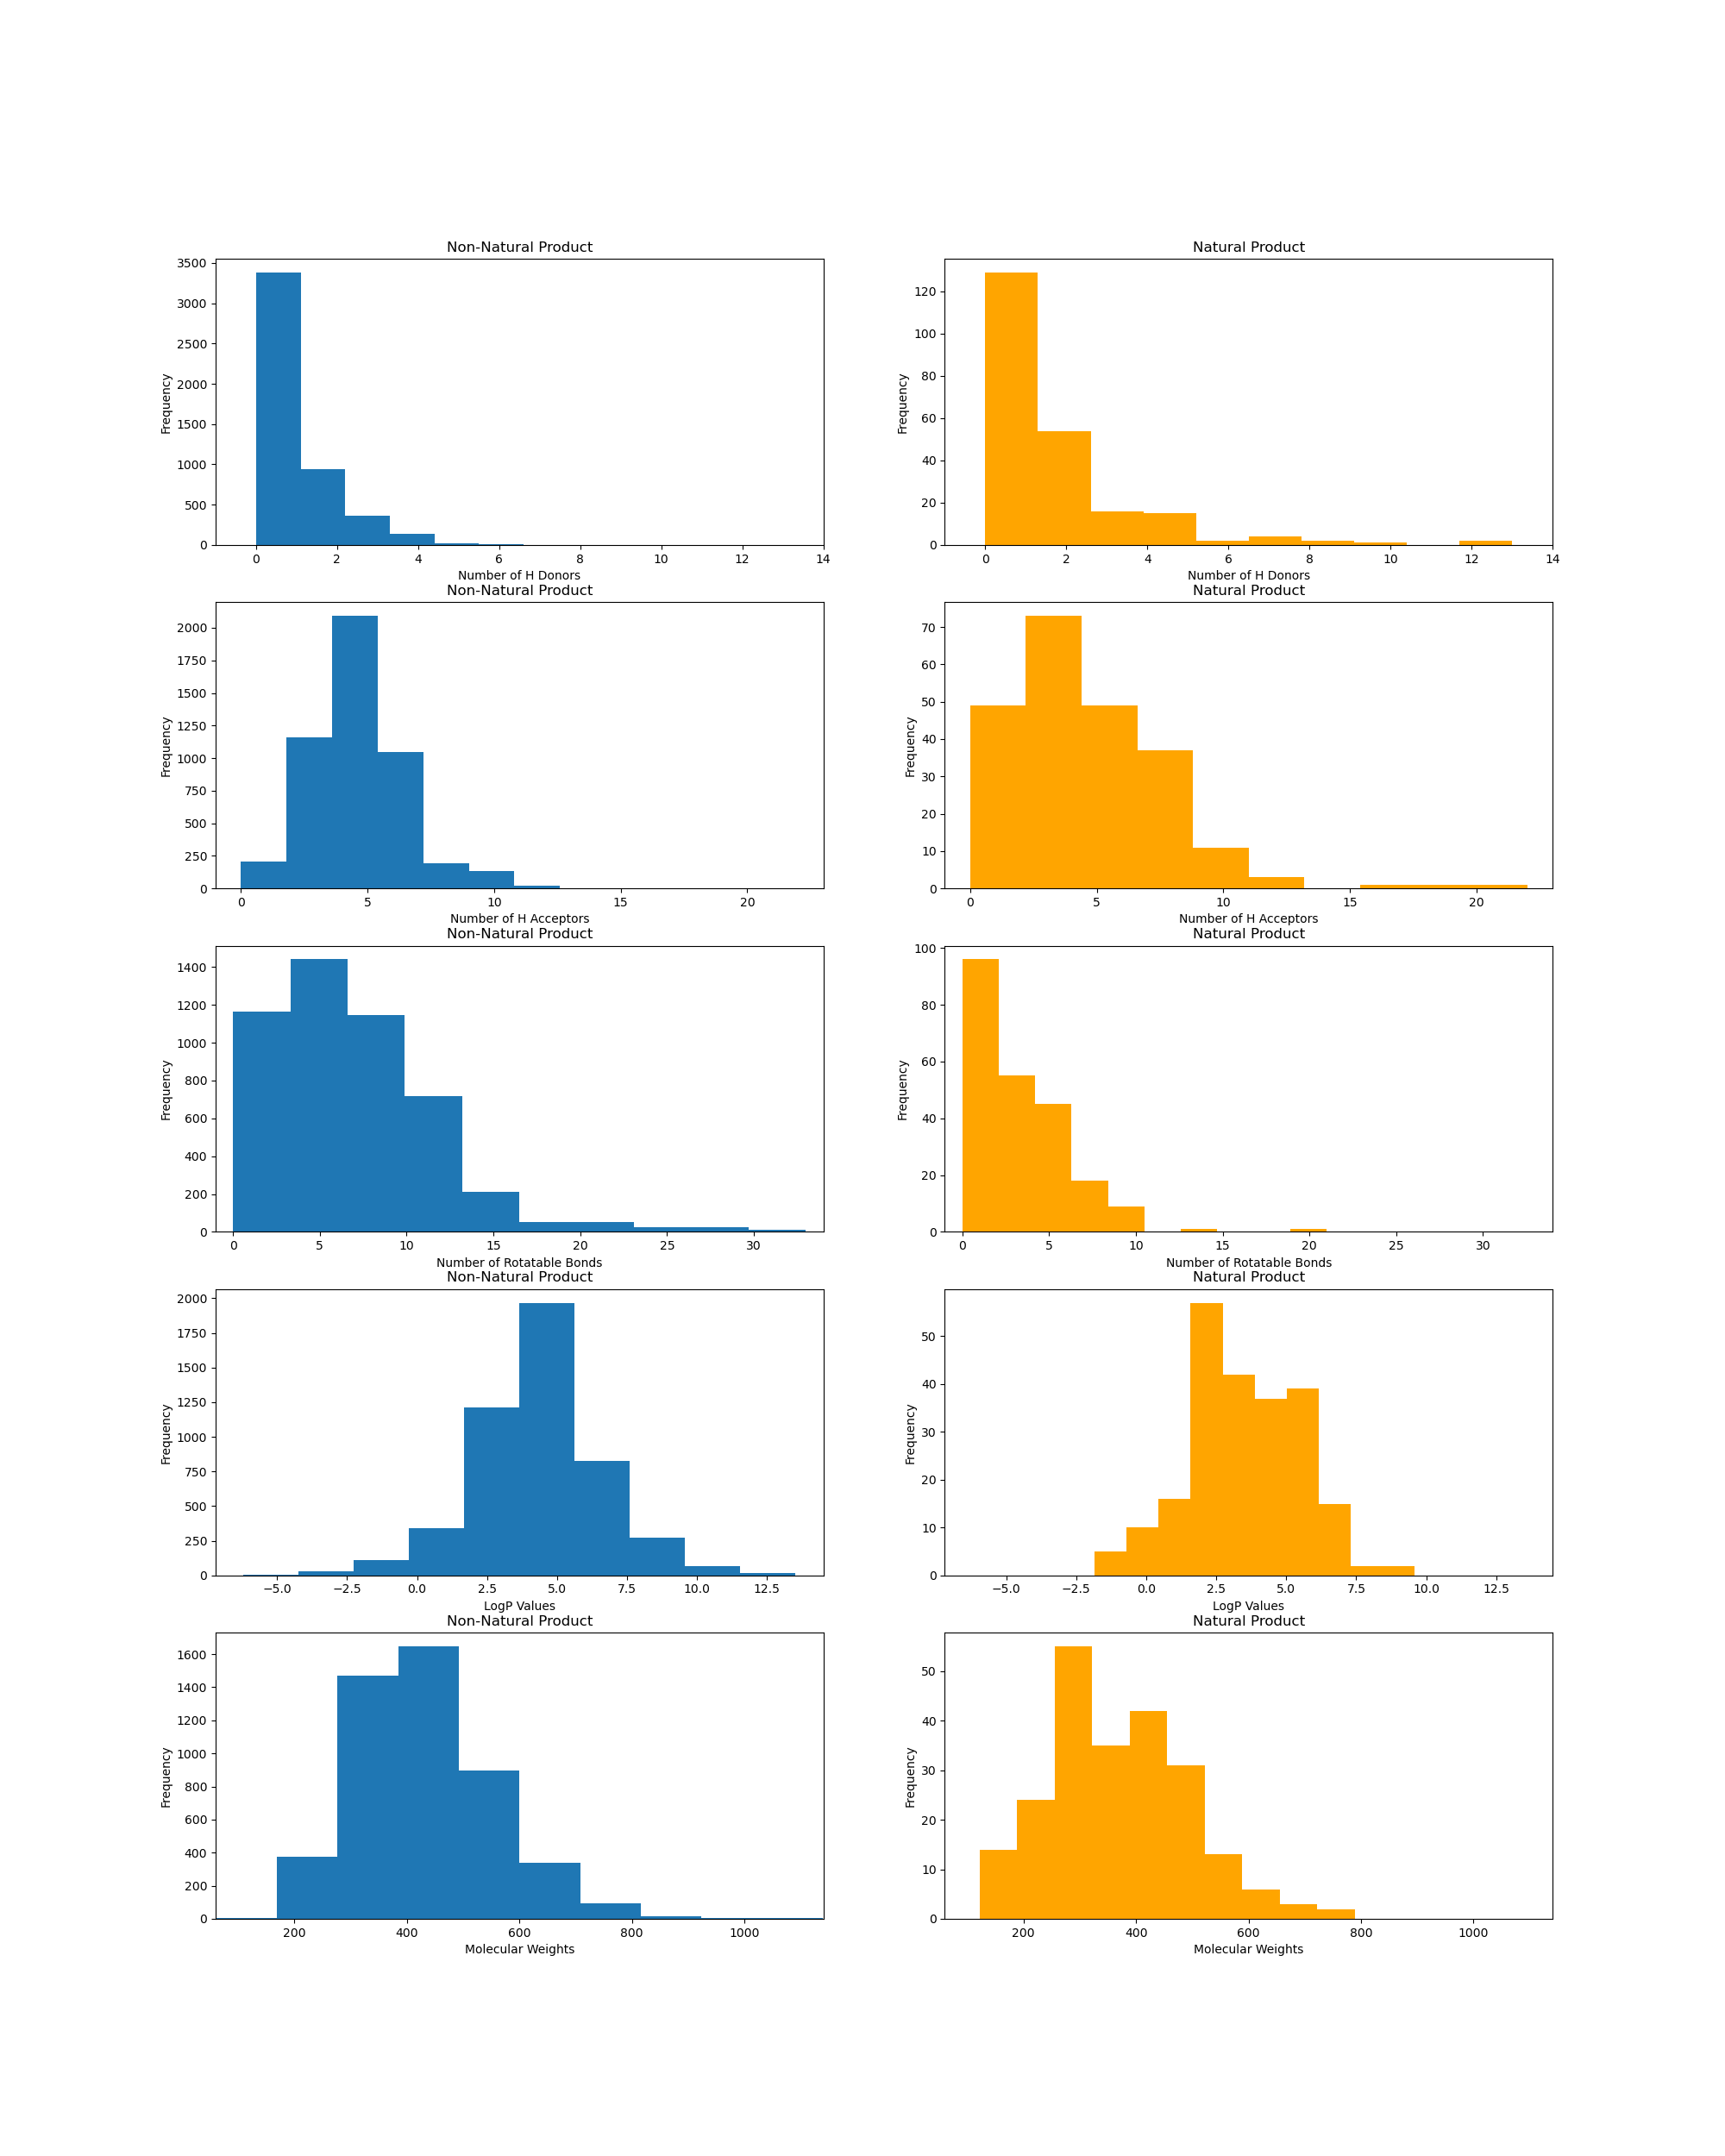 Non-Natural Product
3500
3000
2500
2000
1500
1000
500
0
Frequency
0 2 4 6 8 10 12 14
Number of H Donors
Natural Product
120
100
80
60
40
20
0
Frequency
0 2 4 6 8 10 12 14
Number of H Donors
Non-Natural Product
2000
1750
1500
1250
1000
750
500
250
0
Frequency
0 5 10 15 20
Number of H Acceptors
Natural Product
70
60
50
40
30
20
10
0
Frequency
0 5 10 15 20
Number of H Acceptors
Non-Natural Product
1400
1200
1000
800
600
400
200
0
Frequency
0 5 10 15 20 25 30
Number of Rotatable Bonds
Natural Product
100
80
60
40
20
0
Frequency
0 5 10 15 20 25 30
Number of Rotatable Bonds
Non-Natural Product
2000
1750
1500
1250
1000
750
500
250
0
Frequency
−5.0 −2.5 0.0 2.5 5.0 7.5 10.0 12.5
LogP Values
Natural Product
50
40
30
20
10
0
Frequency
−5.0 −2.5 0.0 2.5 5.0 7.5 10.0 12.5
LogP Values
Non-Natural Product
1600
1400
1200
1000
800
600
400
200
0
Frequency
200 400 600 800 1000
Molecular Weights
Natural Product
50
40
30
20
10
0
Frequency
200 400 600 800 1000
Molecular Weights